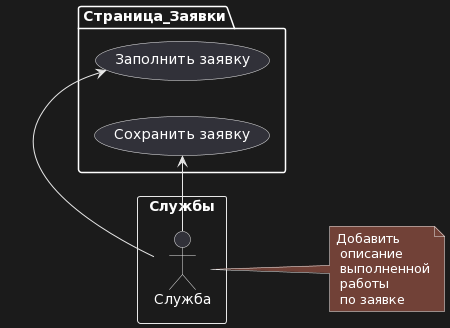 Страница_Заявки
Заполнить заявку
Сохранить заявку
Службы
Служба
Добавить
описание
выполненной
работы
по заявке